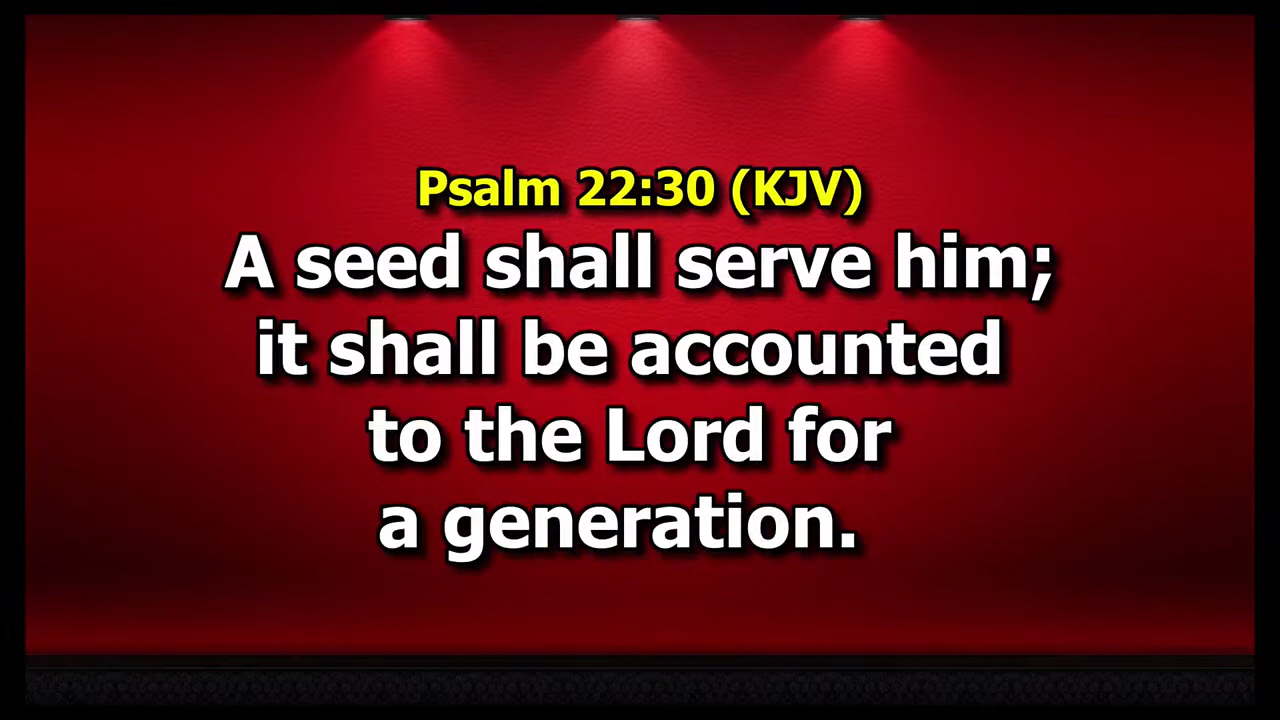 Psalm 22:30 (KJV)
A seed shall serve him;
it shall be accounted
to the Lord for
a generation.